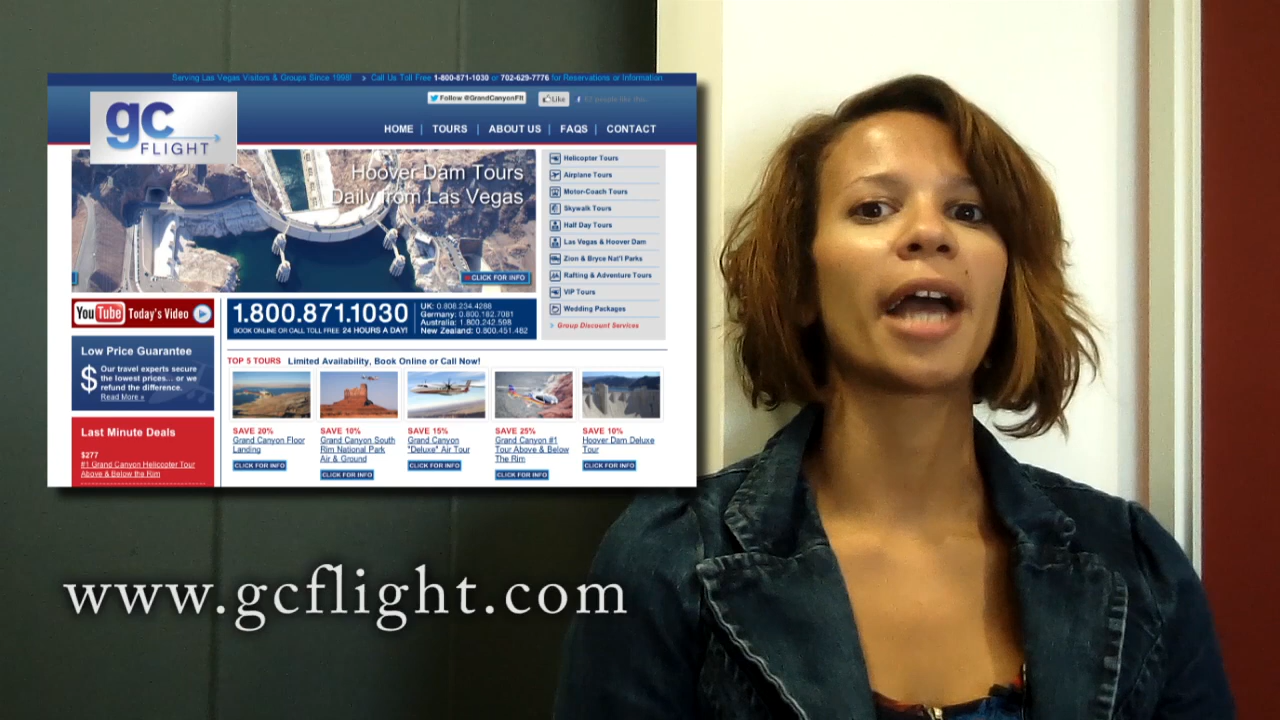 Serving Las Vegas Visitors & Groups Since 1998! > Call Us Toll Free 1-800-871-1030 or 702-629-7776 for Reservations or Information
Follow @GrandCanyonFlt
Like
62 people like this.
gc
FLIGHT
HOME | TOURS | ABOUT US | FAQS | CONTACT
Hoover Dam Tours
Daily from Las Vegas
CLICK FOR INFO
Helicopter Tours
Airplane Tours
Motor-Coach Tours
Skywalk Tours
Half Day Tours
Las Vegas & Hoover Dam
Zion & Bryce Nat'l Parks
Rafting & Adventure Tours
VIP Tours
Wedding Packages
> Group Discount Services
YouTube Today's Video
1.800.871.1030
BOOK ONLINE OR CALL TOLL FREE 24 HOURS A DAY!
UK: 0.808.234.4286
Germany: 0.800.182.7081
Australia: 1.800.242.598
New Zealand: 0.800.451.462
Low Price Guarantee
$
Our travel experts secure
the lowest prices... or we
refund the difference.
Read More »
Last Minute Deals
$277
#1 Grand Canyon Helicopter Tour
Above & Below the Rim
TOP 5 TOURS Limited Availability, Book Online or Call Now!
SAVE 20%
Grand Canyon Floor
Landing
CLICK FOR INFO
SAVE 10%
Grand Canyon South
Rim National Park
Air & Ground
CLICK FOR INFO
SAVE 15%
Grand Canyon
"Deluxe" Air Tour
CLICK FOR INFO
SAVE 25%
Grand Canyon #1
Tour Above & Below
The Rim
CLICK FOR INFO
SAVE 10%
Hoover Dam Deluxe
Tour
CLICK FOR INFO
www.gcflight.com